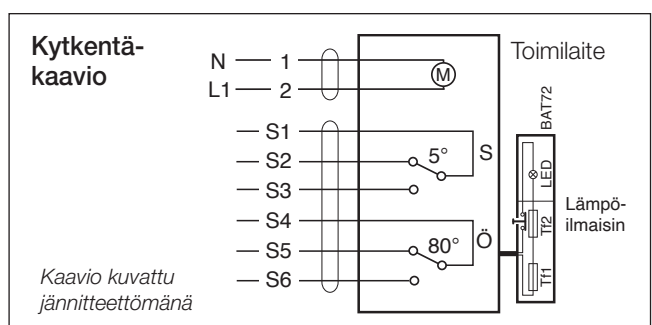 Kytkentä-
kaavio
Toimilaite
N 1
L1 2
M
BAT72
S1
S2 5° S
S3
S4
S5 80° Ö
S6
LED
Tf2
Tf1
Lämpö-
ilmaisin
Kaavio kuvattu
jännitteettömänä